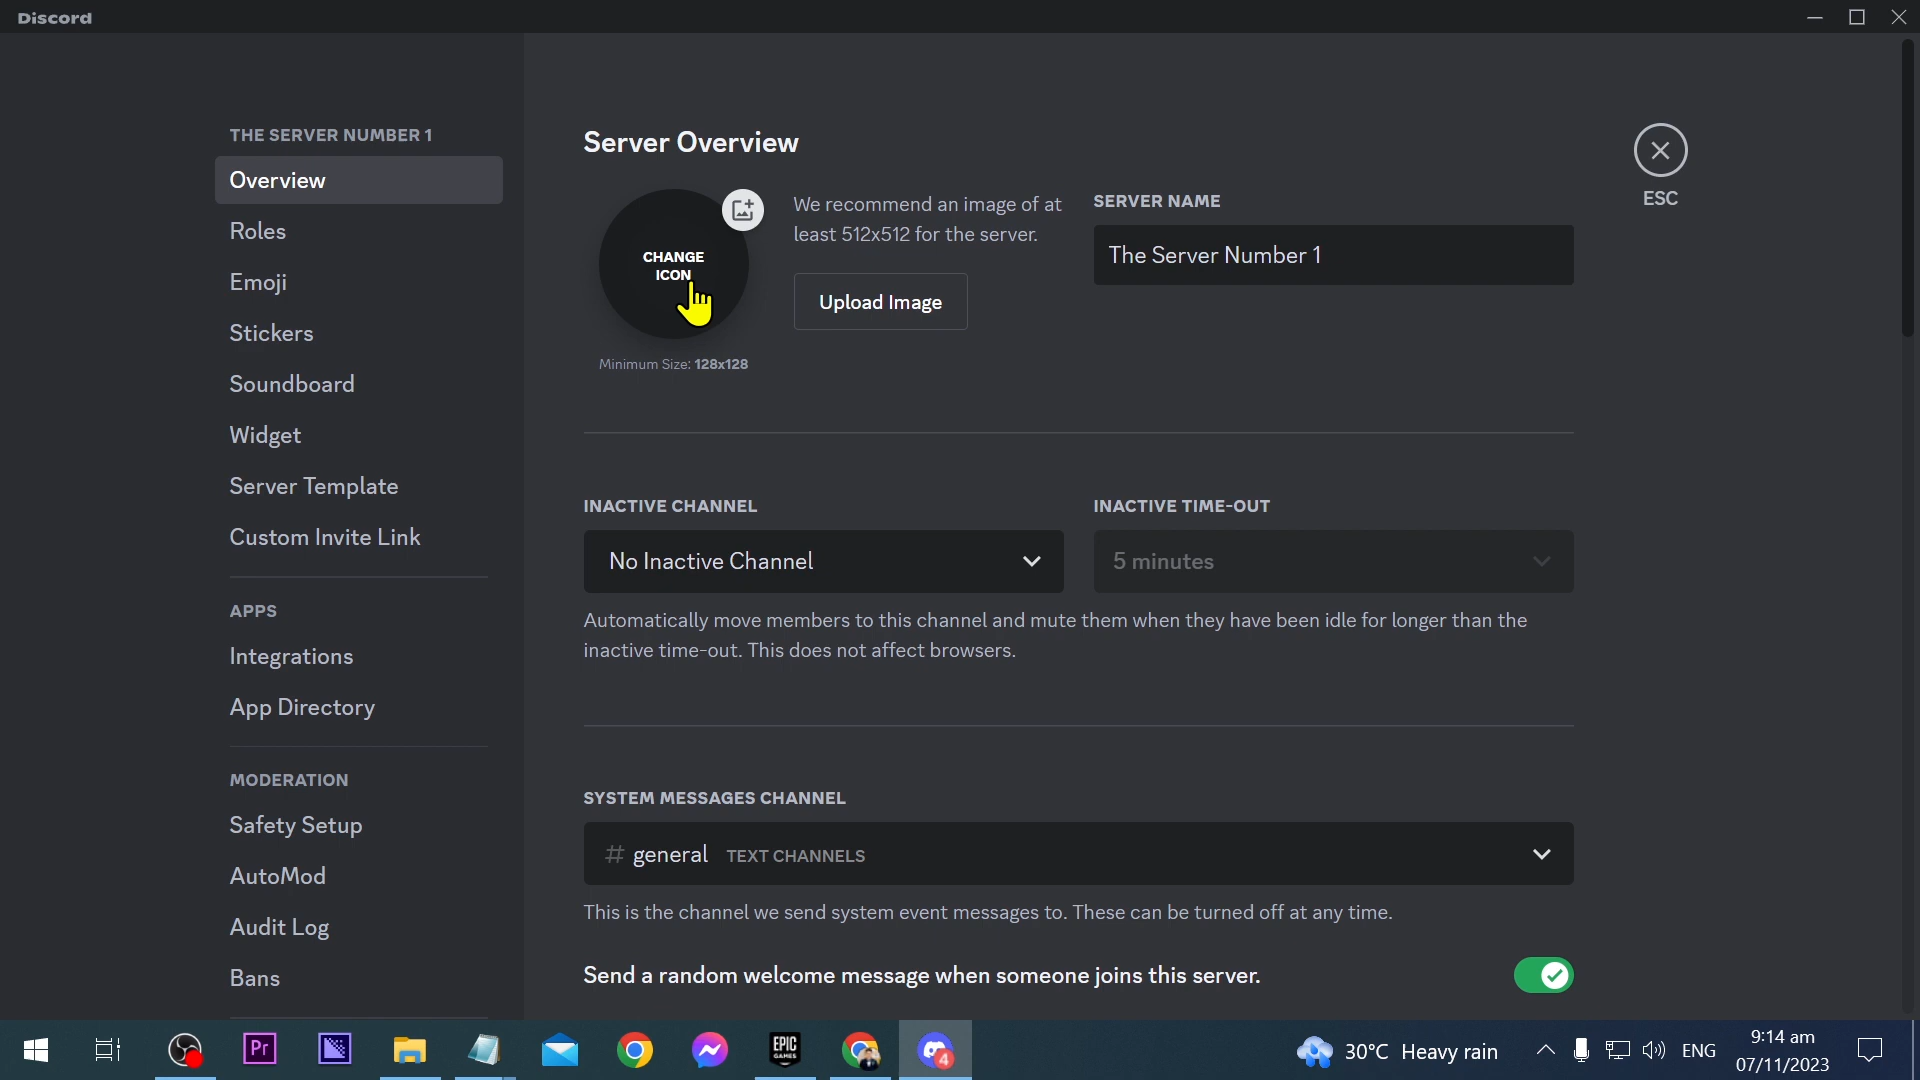 Discord
THE SERVER NUMBER 1
Overview
Roles
Emoji
Stickers
Soundboard
Widget
Server Template
Custom Invite Link
APPS
Integrations
App Directory
MODERATION
Safety Setup
AutoMod
Audit Log
Bans
Server Overview
CHANGE
ICON
Minimum Size: 128x128
We recommend an image of at
least 512x512 for the server.
Upload Image
SERVER NAME
The Server Number 1
ESC
INACTIVE CHANNEL
No Inactive Channel
INACTIVE TIME-OUT
5 minutes
Automatically move members to this channel and mute them when they have been idle for longer than the
inactive time-out. This does not affect browsers.
SYSTEM MESSAGES CHANNEL
# general TEXT CHANNELS
This is the channel we send system event messages to. These can be turned off at any time.
Send a random welcome message when someone joins this server.
Pr
EPIC
GAMES
4
30°C Heavy rain
ENG
9:14 am
07/11/2023